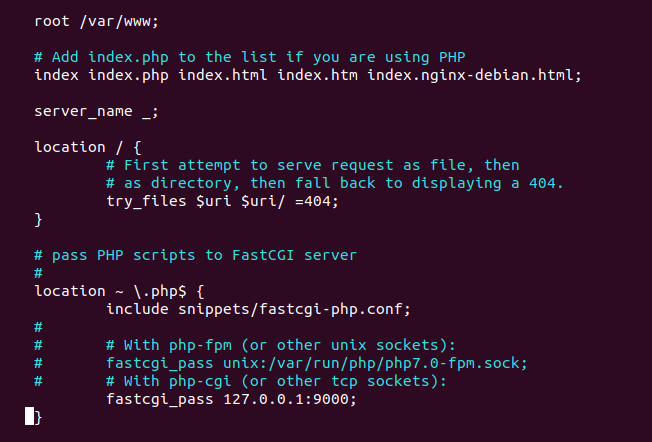 root /var/www;
# Add index.php to the list if you are using PHP
index index.php index.html index.htm index.nginx-debian.html;
server_name _;
location / {
# First attempt to serve request as file, then
# as directory, then fall back to displaying a 404.
try_files $uri $uri/ =404;
}
# pass PHP scripts to FastCGI server
#
location ~ \.php$ {
include snippets/fastcgi-php.conf;
#
# # With php-fpm (or other unix sockets):
# fastcgi_pass unix:/var/run/php/php7.0-fpm.sock;
# # With php-cgi (or other tcp sockets):
fastcgi_pass 127.0.0.1:9000;
}